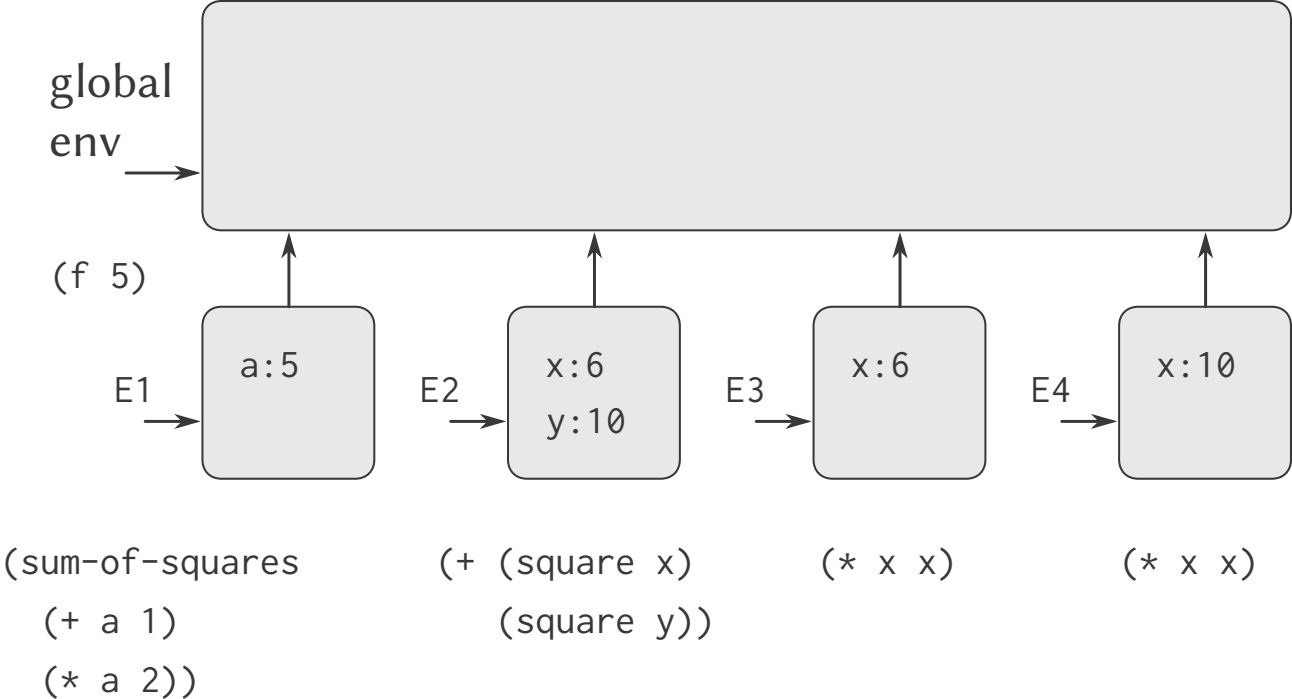 global
env
(f 5)
E1
a:5
E2
x:6
y:10
E3
x:6
E4
x:10
(sum-of-squares
(+ a 1)
(* a 2))
(+ (square x)
(square y))
(* x x)
(* x x)